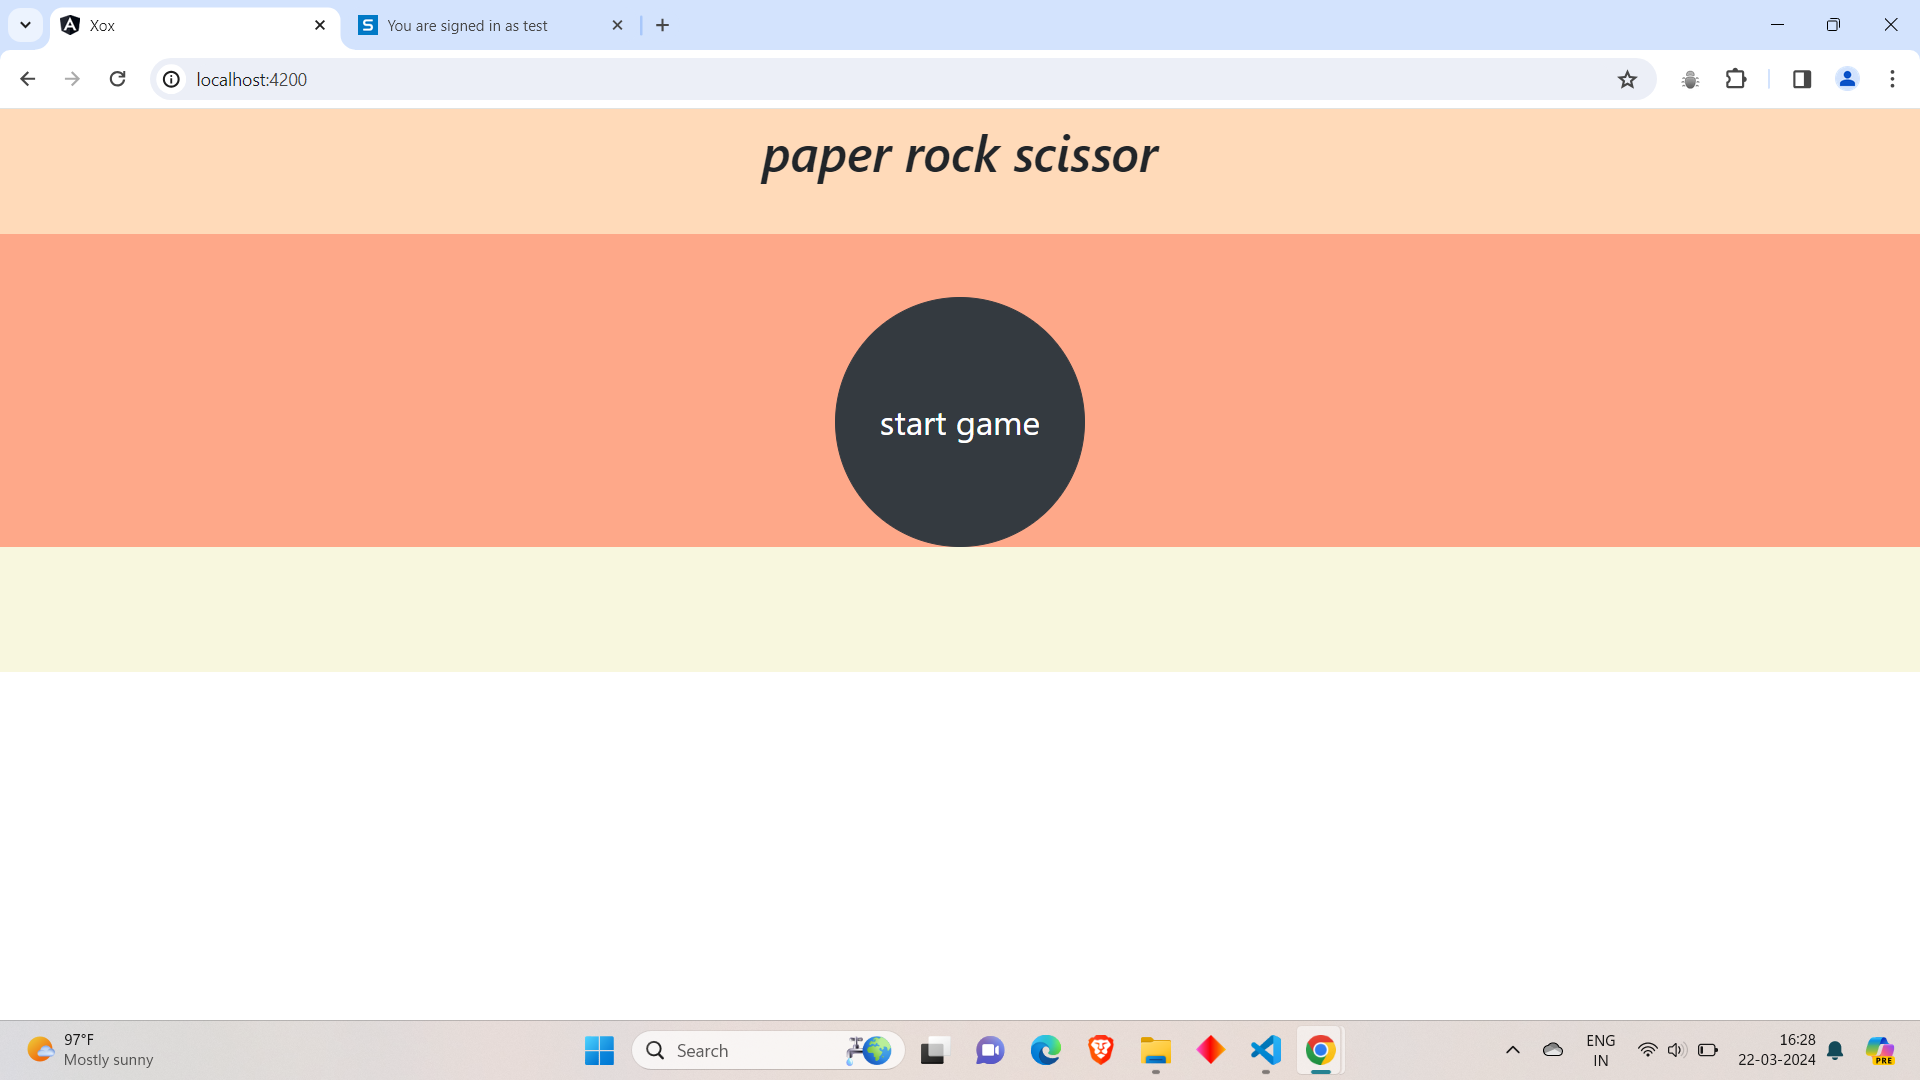 Xox
You are signed in as test
localhost:4200
paper rock scissor
start game
97°F
Mostly sunny
Search
ENG
IN
16:28
22-03-2024
PRE